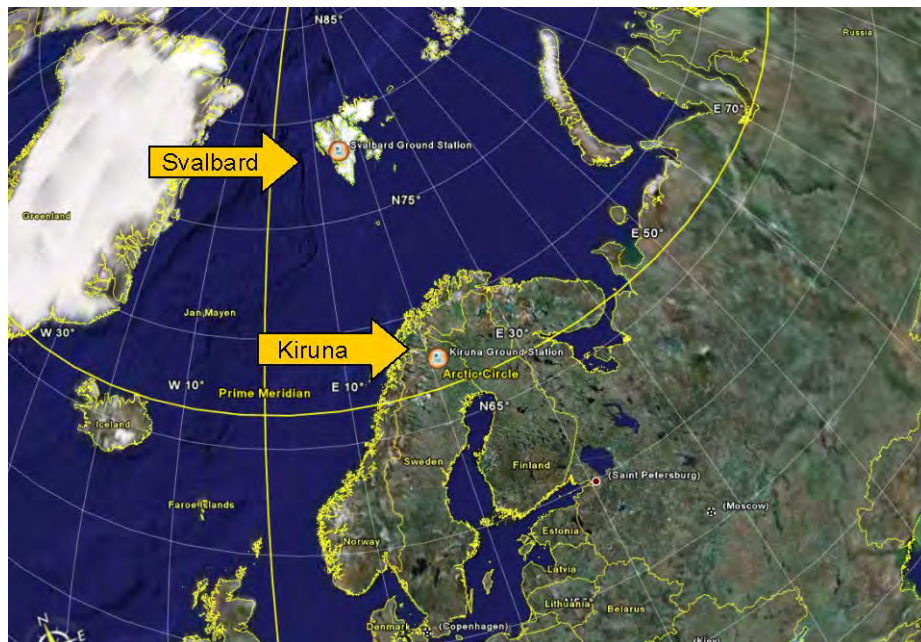 N85°
Russia
E 70°
Svalbard
Svalbard Ground Station
N75°
Greenland
E 50°
Jan Mayen
W 30°
Kiruna
E 30°
Kiruna Ground Station
Arctic Circle
W 10°
E 10°
Prime Meridian
N65°
Iceland
Sweden
Finland
(Saint Petersburg)
Faroe Islands
(Moscow)
Norway
Estonia
Latvia
Lithuania
Belarus
Denmark
(Copenhagen)
(Kiev)
E